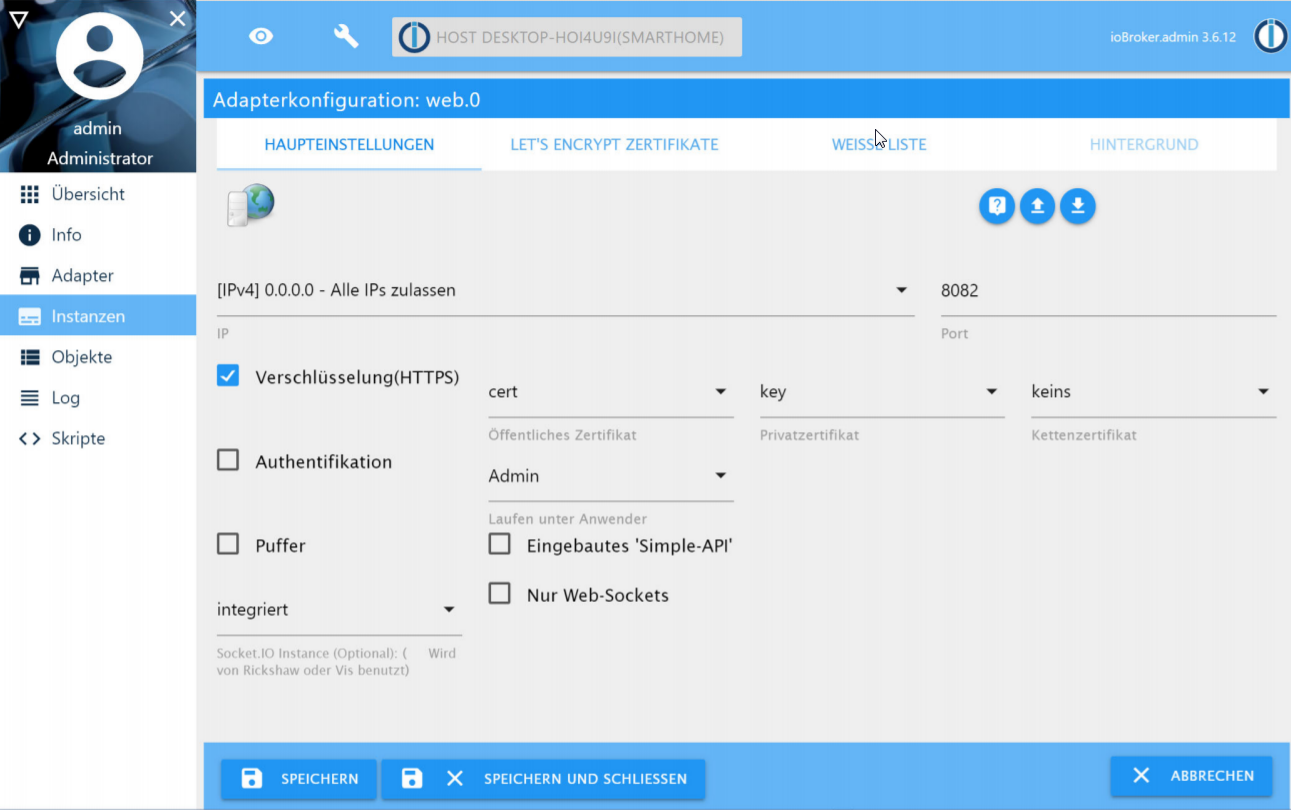 HOST DESKTOP-HOI4U9I(SMARTHOME)
ioBroker.admin 3.6.12
admin
Administrator
Übersicht
Info
Adapter
Instanzen
Objekte
Log
Skripte
Adapterkonfiguration: web.0
HAUPTEINSTELLUNGEN LET'S ENCRYPT ZERTIFIKATE WEISSE LISTE HINTERGRUND
[IPv4] 0.0.0.0 - Alle IPs zulassen 8082
IP Port
Verschlüsselung(HTTPS) cert key keins
Öffentliches Zertifikat Privatzertifikat Kettenzertifikat
Authentifikation Admin
Laufen unter Anwender
Puffer Eingebautes 'Simple-API'
Nur Web-Sockets
integriert
Socket.IO Instance (Optional): ( Wird
von Rickshaw oder Vis benutzt)
SPEICHERN SPEICHERN UND SCHLIESSEN ABBRECHEN